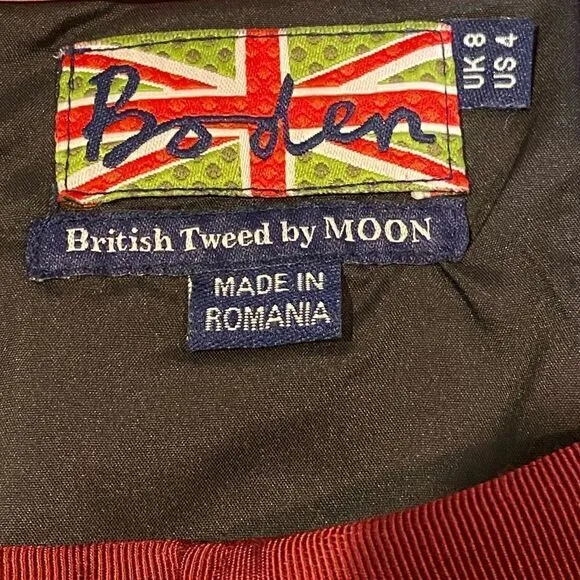 Boden
UK 8
US 4
British Tweed by MOON
MADE IN
ROMANIA